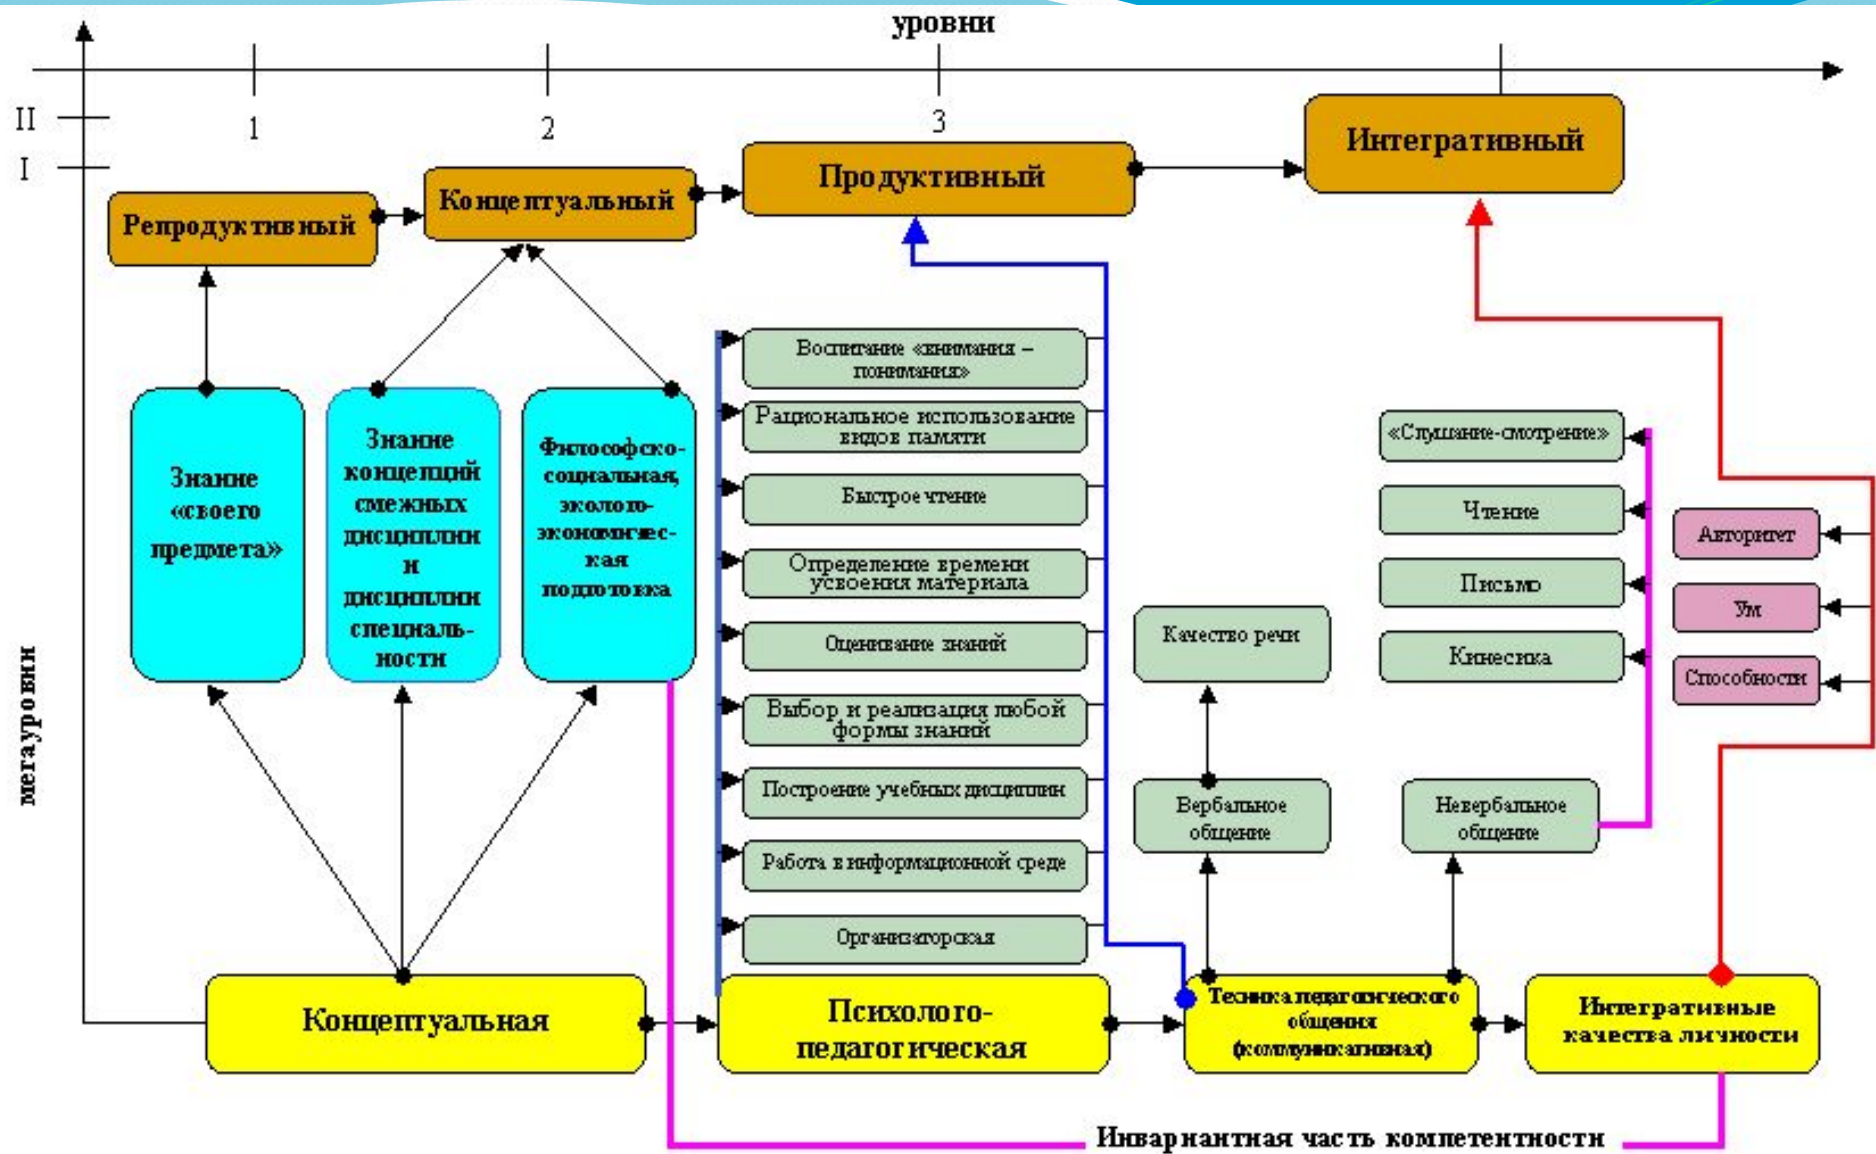 уровни
II
I
1
2
3
Репродуктивный
Концептуальный
Продуктивный
Интегративный
мегауровни
Знание
«своего
предмета»
Знание
концепций
смежных
дисциплин
и
дисциплин
специаль-
ности
Философско-
социальная,
эколого-
экономичес-
кая
подготовка
Воспитание «внимания –
понимания»
Рациональное использование
видов памяти
Быстрое чтение
Определение времени
усвоения материала
Оценивание знаний
Выбор и реализация любой
формы знаний
Построение учебных дисциплин
Работа в информационной среде
Организаторская
Качество речи
Вербальное
общение
«Слушание-смотрение»
Чтение
Письмо
Кинесика
Невербальное
общение
Авторитет
Ум
Способности
Концептуальная
Психолого-
педагогическая
Техника педагогического
общения
(коммуникативная)
Интегративные
качества личности
Инвариантная часть компетентности